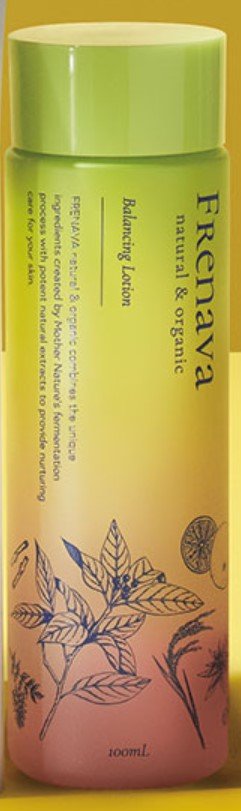 Frenava
natural & organic
Balancing Lotion
FRENAVA natural & organic combines the unique
ingredients created by Mother Nature's fermentation
process with potent natural extracts to provide nurturing
care for your skin.
100mL